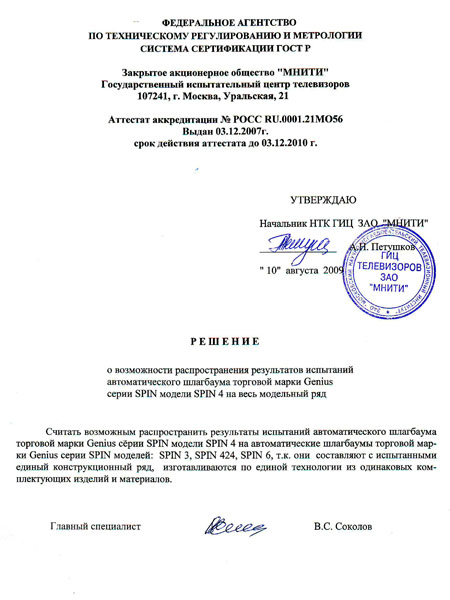 ФЕДЕРАЛЬНОЕ АГЕНТСТВО
ПО ТЕХНИЧЕСКОМУ РЕГУЛИРОВАНИЮ И МЕТРОЛОГИИ
СИСТЕМА СЕРТИФИКАЦИИ ГОСТ Р
Закрытое акционерное общество "МНИТИ"
Государственный испытательный центр телевизоров
107241, г. Москва, Уральская, 21
Аттестат аккредитации № РОСС RU.0001.21МО56
Выдан 03.12.2007г.
срок действия аттестата до 03.12.2010 г.
УТВЕРЖДАЮ
Начальник НТК ГИЦ ЗАО "МНИТИ"
А.Н. Петушков
" 10" августа 2009
ГИЦ
ТЕЛЕВИЗОРОВ
ЗАО
"МНИТИ"
Р Е Ш Е Н И Е
о возможности распространения результатов испытаний
автоматического шлагбаума торговой марки Genius
серии SPIN модели SPIN 4 на весь модельный ряд
Считать возможным распространить результаты испытаний автоматического шлагбаума
торговой марки Genius серии SPIN модели SPIN 4 на автоматические шлагбаумы торговой мар-
ки Genius серии SPIN моделей: SPIN 3, SPIN 424, SPIN 6, т.к. они составляют с испытанными
единый конструкционный ряд, изготавливаются по единой технологии из одинаковых ком-
плектующих изделий и материалов.
Главный специалист
В.С. Соколов